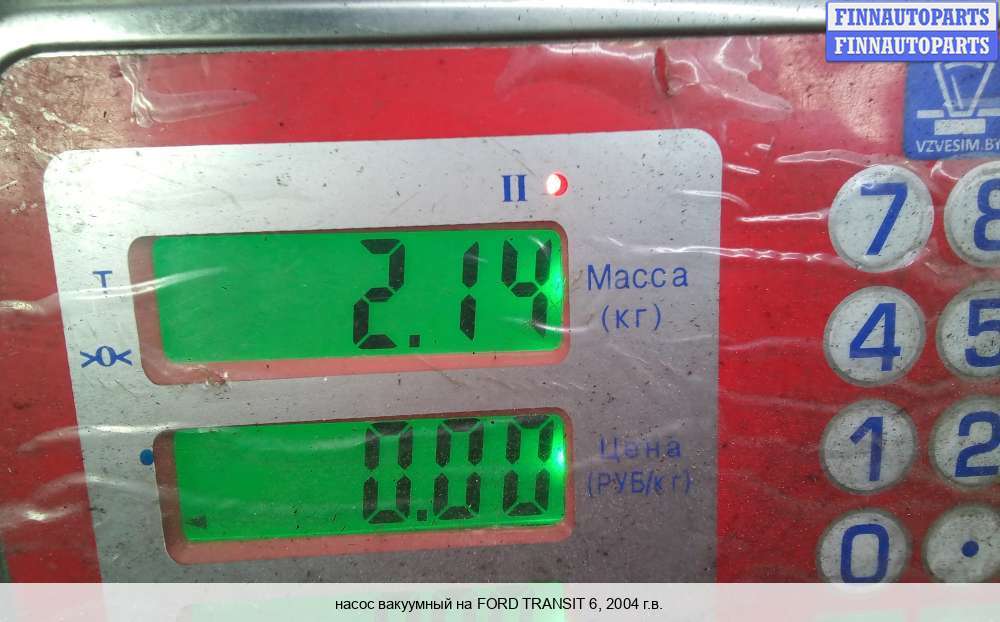 FINNAUTOPARTS
FINNAUTOPARTS
VZVESIM.BY
II
7 8
2.14
Масса
(кг)
T
>0<
4 5
0.00
Цена
(РУБ/кг)
1 2
0 .
насос вакуумный на FORD TRANSIT 6, 2004 г.в.